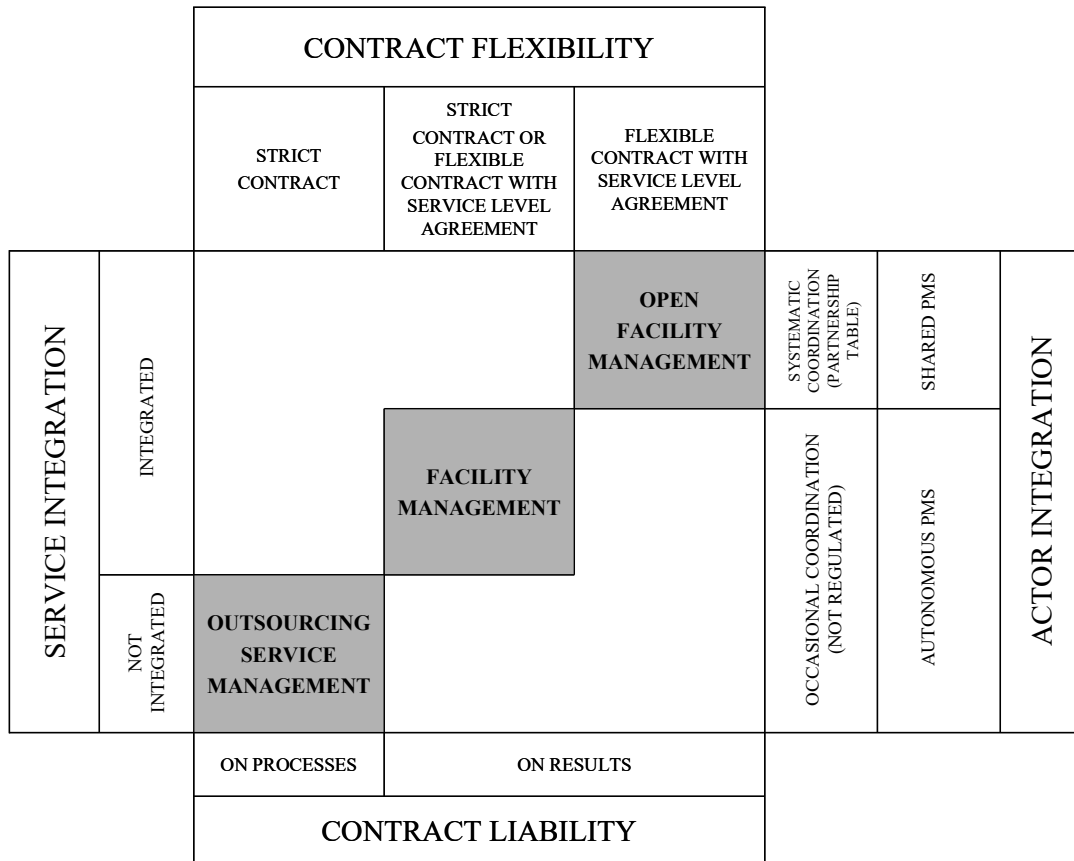 CONTRACT FLEXIBILITY
STRICT
CONTRACT
STRICT
CONTRACT OR
FLEXIBLE
CONTRACT WITH
SERVICE LEVEL
AGREEMENT
FLEXIBLE
CONTRACT WITH
SERVICE LEVEL
AGREEMENT
SERVICE INTEGRATION
INTEGRATED
NOT
INTEGRATED
OPEN
FACILITY
MANAGEMENT
FACILITY
MANAGEMENT
OUTSOURCING
SERVICE
MANAGEMENT
SYSTEMATIC
COORDINATION
(PARTNERSHIP
TABLE)
SHARED PMS
OCCASIONAL COORDINATION
(NOT REGULATED)
AUTONOMOUS PMS
ACTOR INTEGRATION
ON PROCESSES
ON RESULTS
CONTRACT LIABILITY